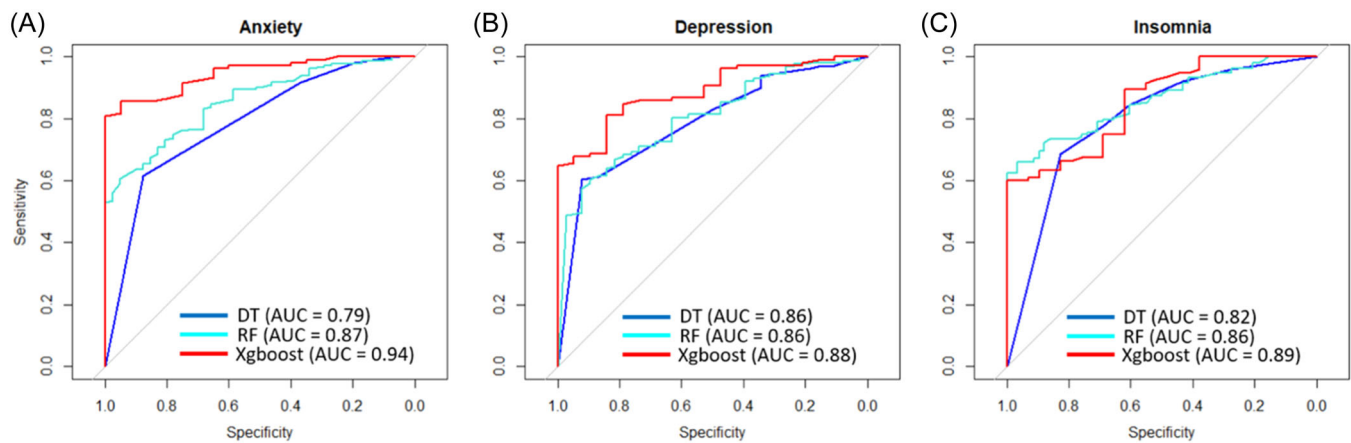 (A)
Anxiety
Sensitivity
1.0
0.8
0.6
0.4
0.2
0.0
DT (AUC = 0.79)
RF (AUC = 0.87)
Xgboost (AUC = 0.94)
1.0 0.8 0.6 0.4 0.2 0.0
Specificity
(B)
Depression
1.0
0.8
0.6
0.4
0.2
0.0
DT (AUC = 0.86)
RF (AUC = 0.86)
Xgboost (AUC = 0.88)
1.0 0.8 0.6 0.4 0.2 0.0
Specificity
(C)
Insomnia
1.0
0.8
0.6
0.4
0.2
0.0
DT (AUC = 0.82)
RF (AUC = 0.86)
Xgboost (AUC = 0.89)
1.0 0.8 0.6 0.4 0.2 0.0
Specificity